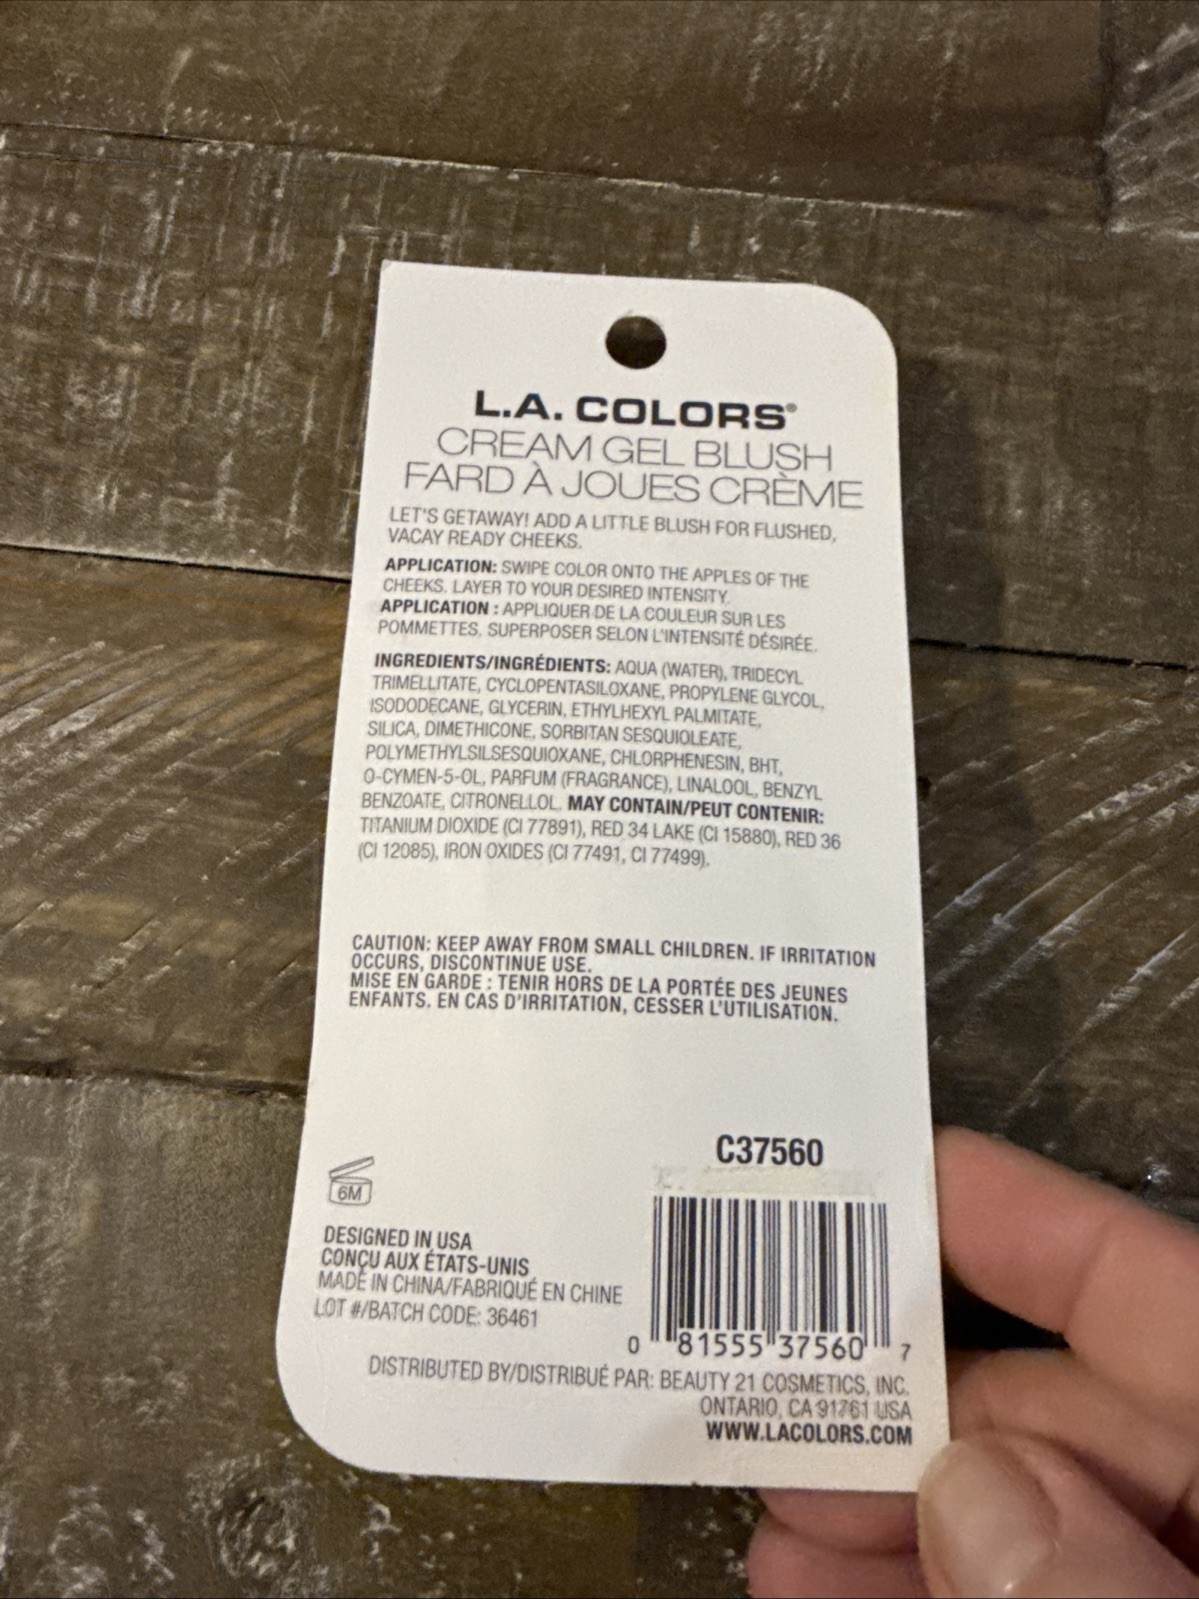 L.A. COLORS®
CREAM GEL BLUSH
FARD À JOUES CRÈME
LET'S GETAWAY! ADD A LITTLE BLUSH FOR FLUSHED,
VACAY READY CHEEKS.
APPLICATION: SWIPE COLOR ONTO THE APPLES OF THE
CHEEKS. LAYER TO YOUR DESIRED INTENSITY.
APPLICATION : APPLIQUER DE LA COULEUR SUR LES
POMMETTES. SUPERPOSER SELON L'INTENSITÉ DÉSIRÉE.
INGREDIENTS/INGRÉDIENTS: AQUA (WATER), TRIDECYL
TRIMELLITATE, CYCLOPENTASILOXANE, PROPYLENE GLYCOL,
ISODODECANE, GLYCERIN, ETHYLHEXYL PALMITATE,
SILICA, DIMETHICONE, SORBITAN SESQUIOLEATE,
POLYMETHYLSILSESQUIOXANE, CHLORPHENESIN, BHT,
O-CYMEN-5-OL, PARFUM (FRAGRANCE), LINALOOL, BENZYL
BENZOATE, CITRONELLOL. MAY CONTAIN/PEUT CONTENIR:
TITANIUM DIOXIDE (CI 77891), RED 34 LAKE (CI 15880), RED 36
(CI 12085), IRON OXIDES (CI 77491, CI 77499).
CAUTION: KEEP AWAY FROM SMALL CHILDREN. IF IRRITATION
OCCURS, DISCONTINUE USE.
MISE EN GARDE : TENIR HORS DE LA PORTÉE DES JEUNES
ENFANTS. EN CAS D'IRRITATION, CESSER L'UTILISATION.
C37560
6M
DESIGNED IN USA
CONÇU AUX ÉTATS-UNIS
MADE IN CHINA/FABRIQUÉ EN CHINE
LOT #/BATCH CODE: 36461
0 81555 37560 7
DISTRIBUTED BY/DISTRIBUÉ PAR: BEAUTY 21 COSMETICS, INC.
ONTARIO, CA 91761 USA
WWW.LACOLORS.COM